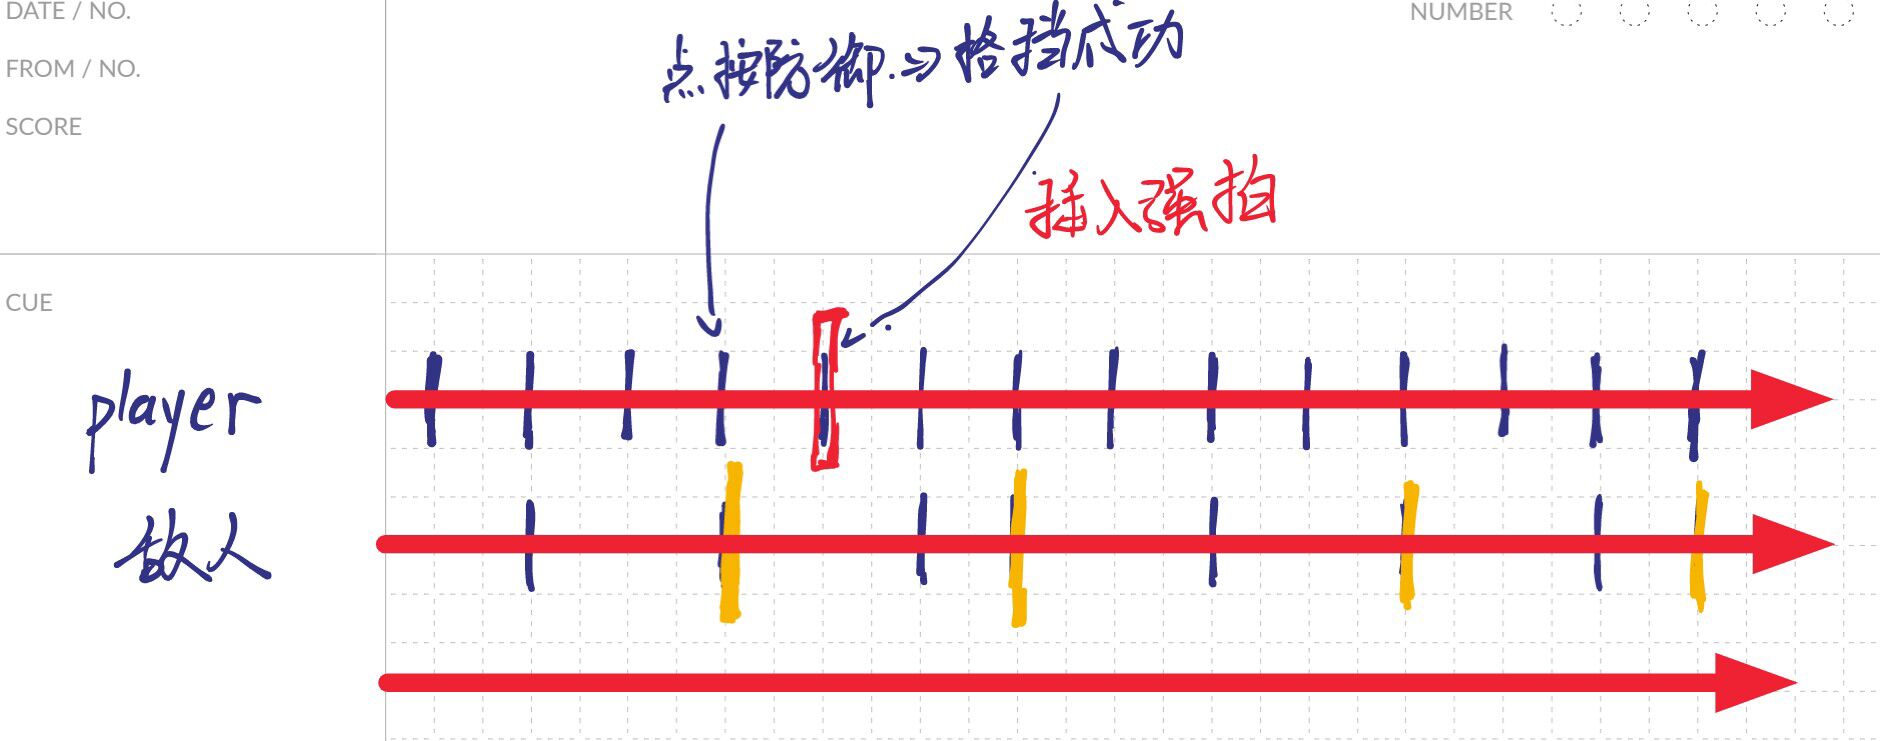 DATE / NO.
NUMBER
FROM / NO.
点按防御.⇒格挡成功
SCORE
插入强拍
CUE
player
敌人